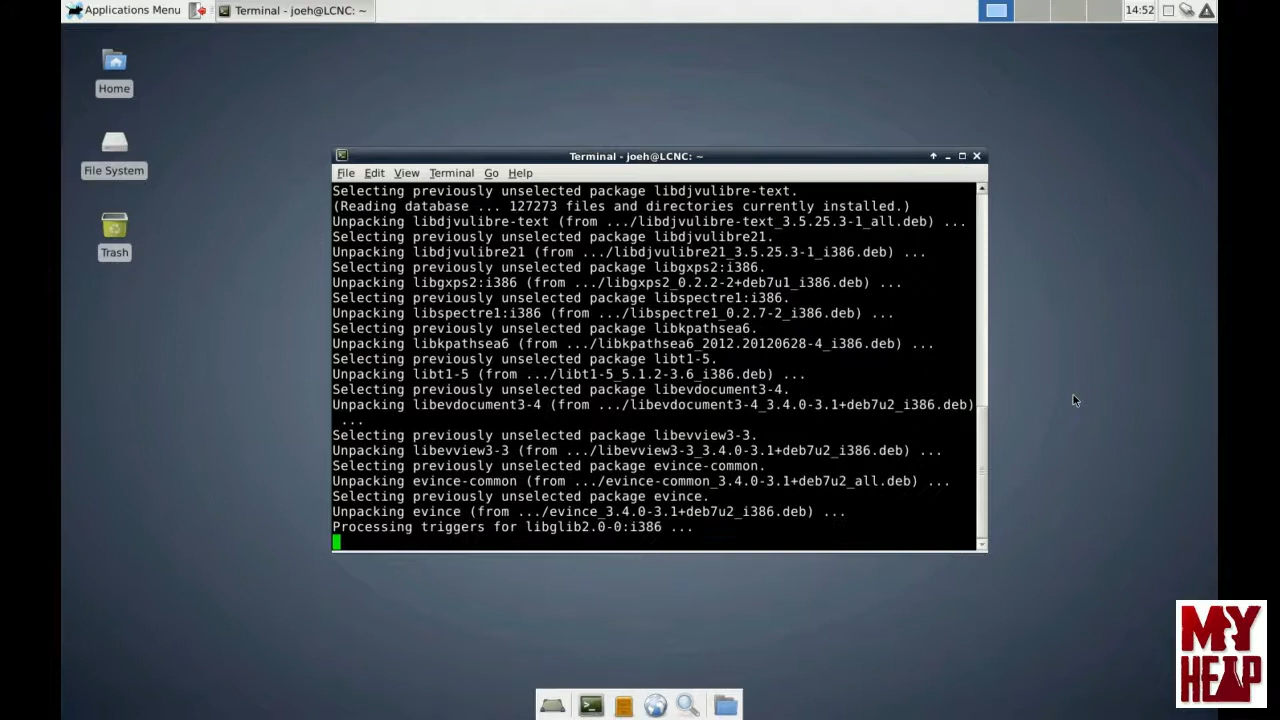 Applications Menu
Terminal - joeh@LCNC: ~
14:52
Home
File System
Trash
Terminal - joeh@LCNC: ~
File Edit View Terminal Go Help
Selecting previously unselected package libdjvulibre-text.
(Reading database ... 127273 files and directories currently installed.)
Unpacking libdjvulibre-text (from .../libdjvulibre-text_3.5.25.3-1_all.deb) ...
Selecting previously unselected package libdjvulibre21.
Unpacking libdjvulibre21 (from .../libdjvulibre21_3.5.25.3-1_i386.deb) ...
Selecting previously unselected package libgxps2:i386.
Unpacking libgxps2:i386 (from .../libgxps2_0.2.2-2+deb7u1_i386.deb) ...
Selecting previously unselected package libspectre1:i386.
Unpacking libspectre1:i386 (from .../libspectre1_0.2.7-2_i386.deb) ...
Selecting previously unselected package libkpathsea6.
Unpacking libkpathsea6 (from .../libkpathsea6_2012.20120628-4_i386.deb) ...
Selecting previously unselected package libt1-5.
Unpacking libt1-5 (from .../libt1-5_5.1.2-3.6_i386.deb) ...
Selecting previously unselected package libevdocument3-4.
Unpacking libevdocument3-4 (from .../libevdocument3-4_3.4.0-3.1+deb7u2_i386.deb)
...
Selecting previously unselected package libevview3-3.
Unpacking libevview3-3 (from .../libevview3-3_3.4.0-3.1+deb7u2_i386.deb) ...
Selecting previously unselected package evince-common.
Unpacking evince-common (from .../evince-common_3.4.0-3.1+deb7u2_all.deb) ...
Selecting previously unselected package evince.
Unpacking evince (from .../evince_3.4.0-3.1+deb7u2_i386.deb) ...
Processing triggers for libglib2.0-0:i386 ...
MY
HEAP